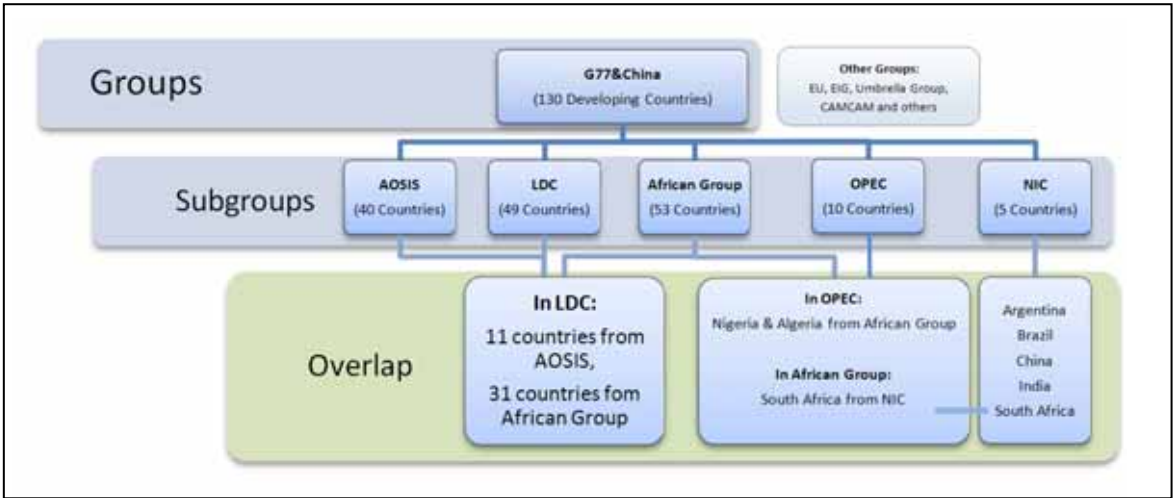 Groups
G77&China
(130 Developing Countries)
Other Groups:
EU, EIG, Umbrella Group,
CAMCAM and others
Subgroups
AOSIS
(40 Countries)
LDC
(49 Countries)
African Group
(53 Countries)
OPEC
(10 Countries)
NIC
(5 Countries)
Overlap
In LDC:
11 countries from
AOSIS,
31 countries fom
African Group
In OPEC:
Nigeria & Algeria from African Group
In African Group:
South Africa from NIC
Argentina
Brazil
China
India
South Africa